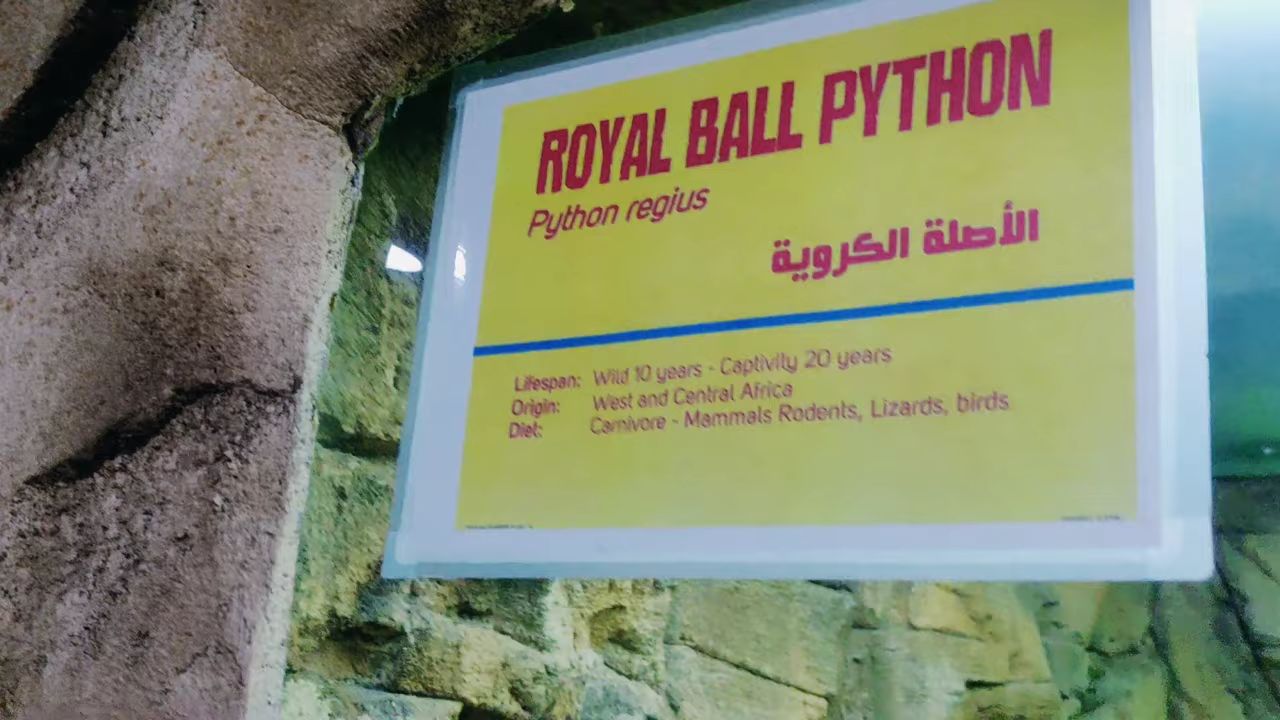 ROYAL BALL PYTHON
Python regius
الأصلة الكروية
Lifespan: Wild 10 years - Captivity 20 years
Origin: West and Central Africa
Diet: Carnivore - Mammals Rodents, Lizards, birds